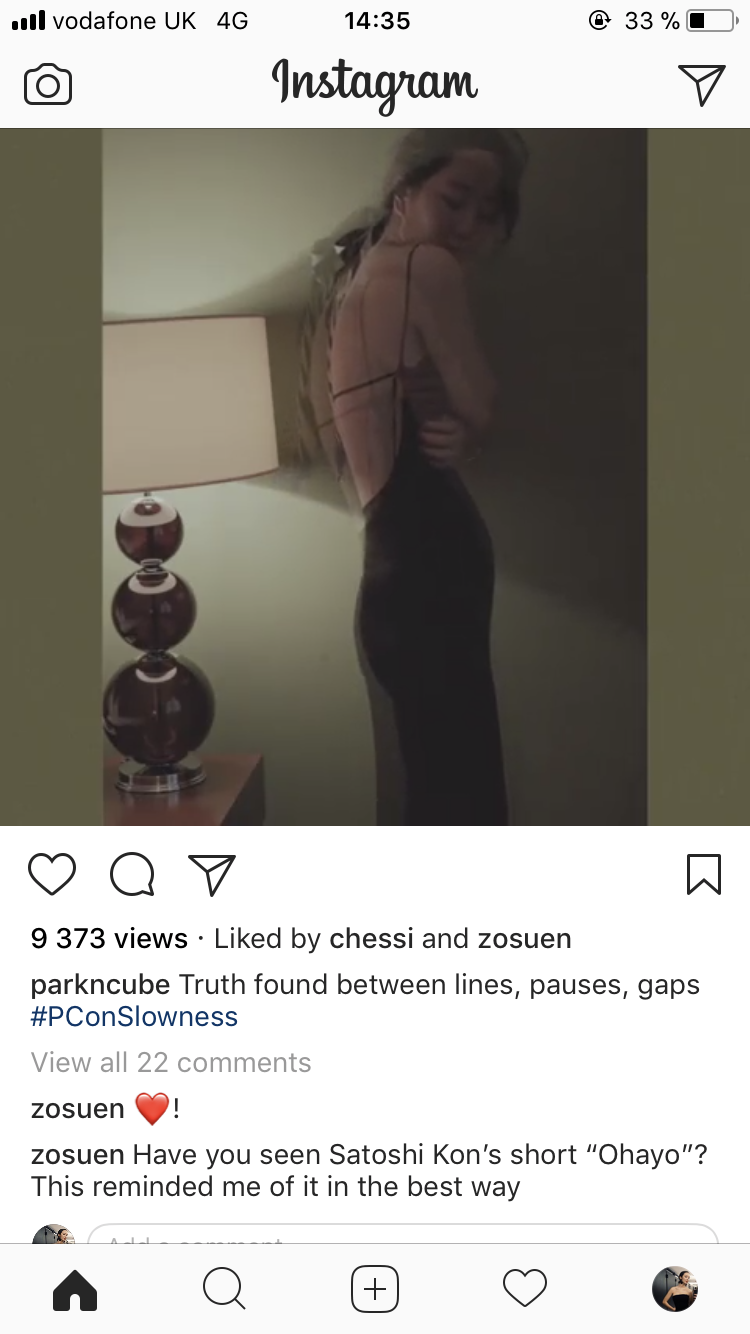 vodafone UK 4G 14:35 33 %
Instagram
9 373 views · Liked by chessi and zosuen
parkncube Truth found between lines, pauses, gaps
#PConSlowness
View all 22 comments
zosuen ❤️!
zosuen Have you seen Satoshi Kon’s short “Ohayo”?
This reminded me of it in the best way
Add a comment